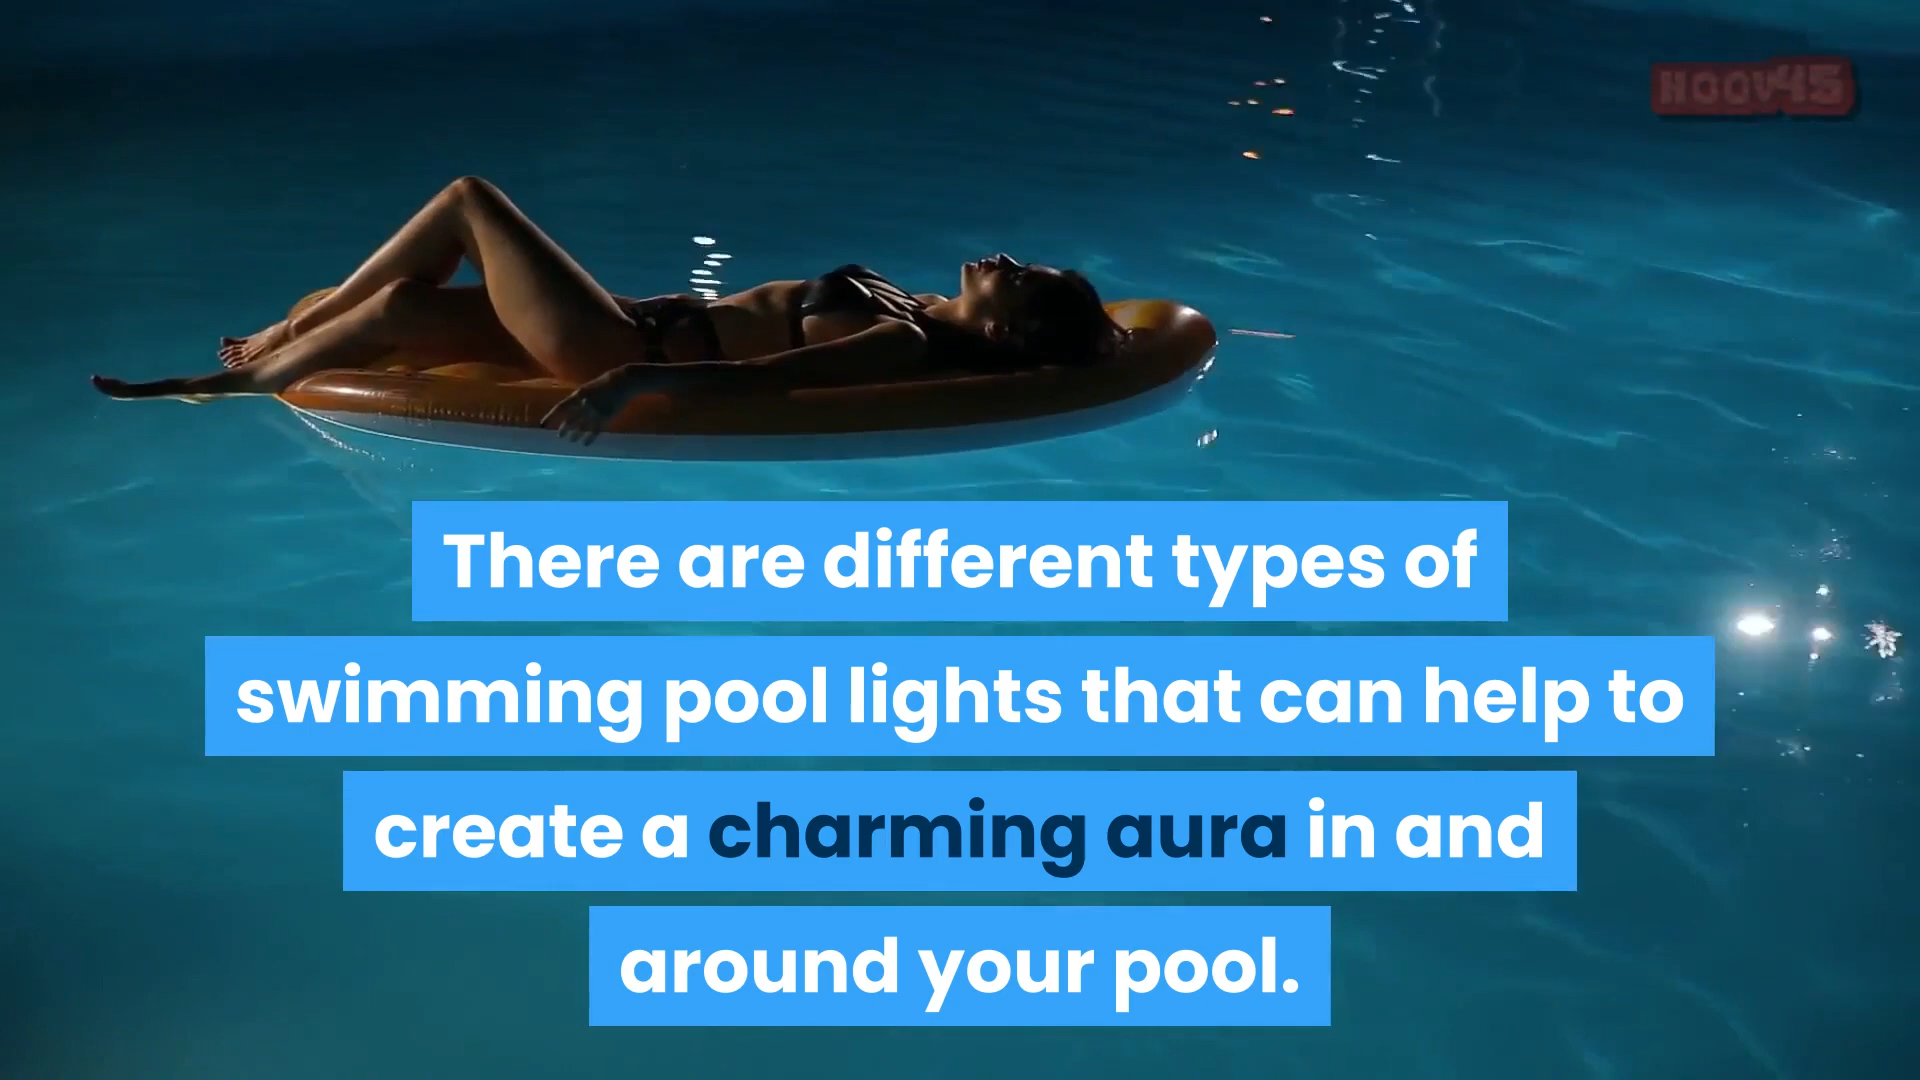 HOOV45
There are different types of
swimming pool lights that can help to
create a charming aura in and
around your pool.